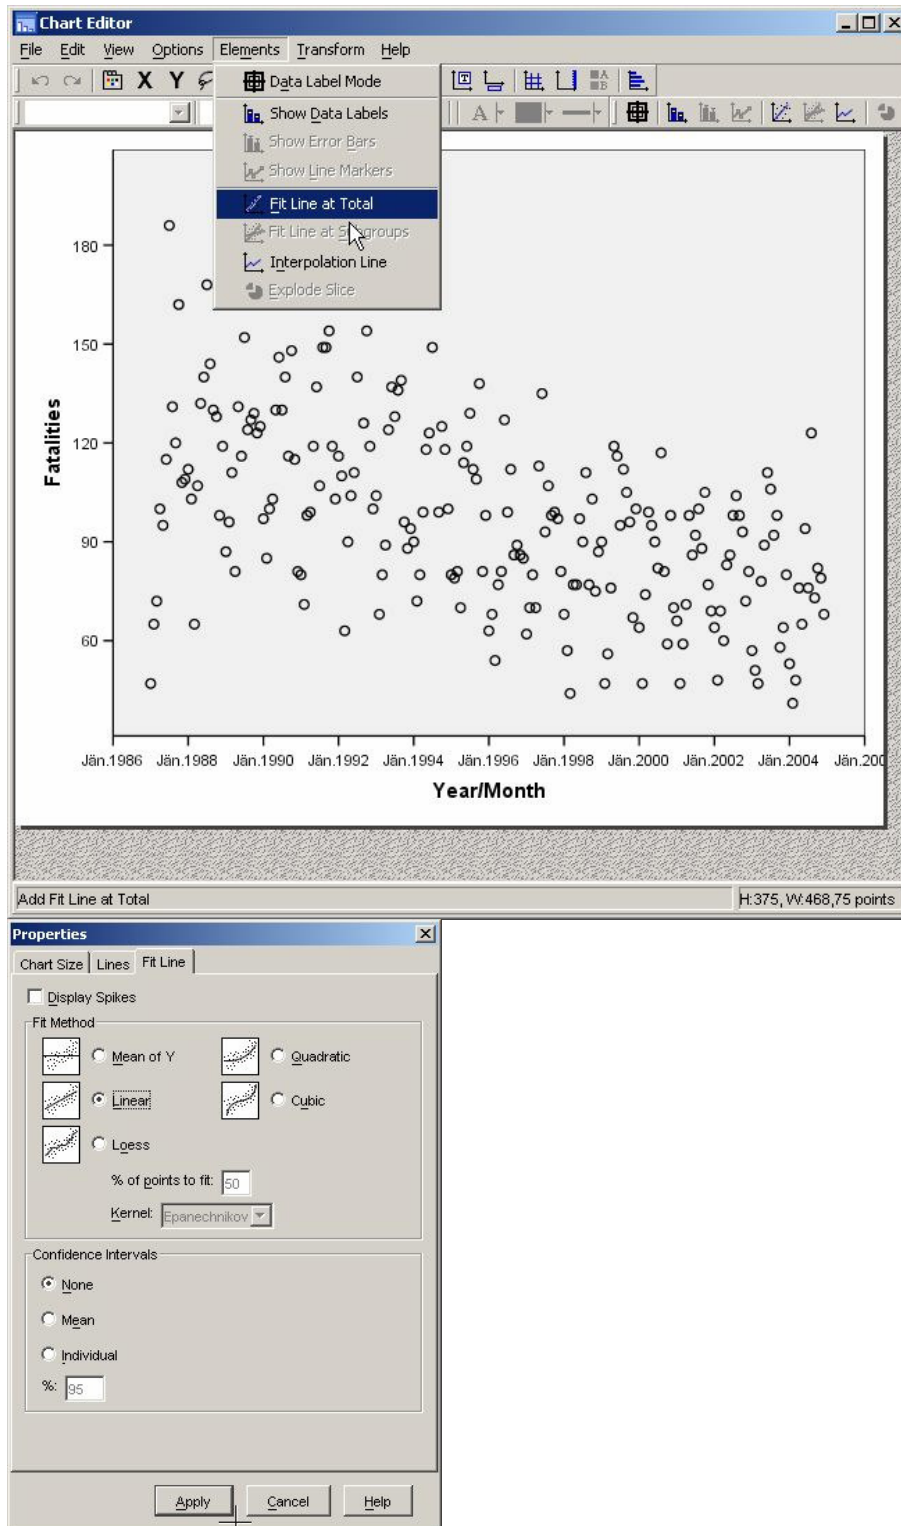 Chart Editor
File Edit View Options Elements Transform Help
X Y
Data Label Mode
Show Data Labels
Show Error Bars
Show Line Markers
Fit Line at Total
Fit Line at Subgroups
Interpolation Line
Explode Slice
A
180
150
120
90
60
Fatalities
Jän.1986 Jän.1988 Jän.1990 Jän.1992 Jän.1994 Jän.1996 Jän.1998 Jän.2000 Jän.2002 Jän.2004 Jän.200
Year/Month
Add Fit Line at Total
H:375, W:468,75 points
Properties
Chart Size Lines Fit Line
Display Spikes
Fit Method
Mean of Y Quadratic
Linear Cubic
Loess
% of points to fit: 50
Kernel: Epanechnikov
Confidence Intervals
None
Mean
Individual
%: 95
Apply Cancel Help